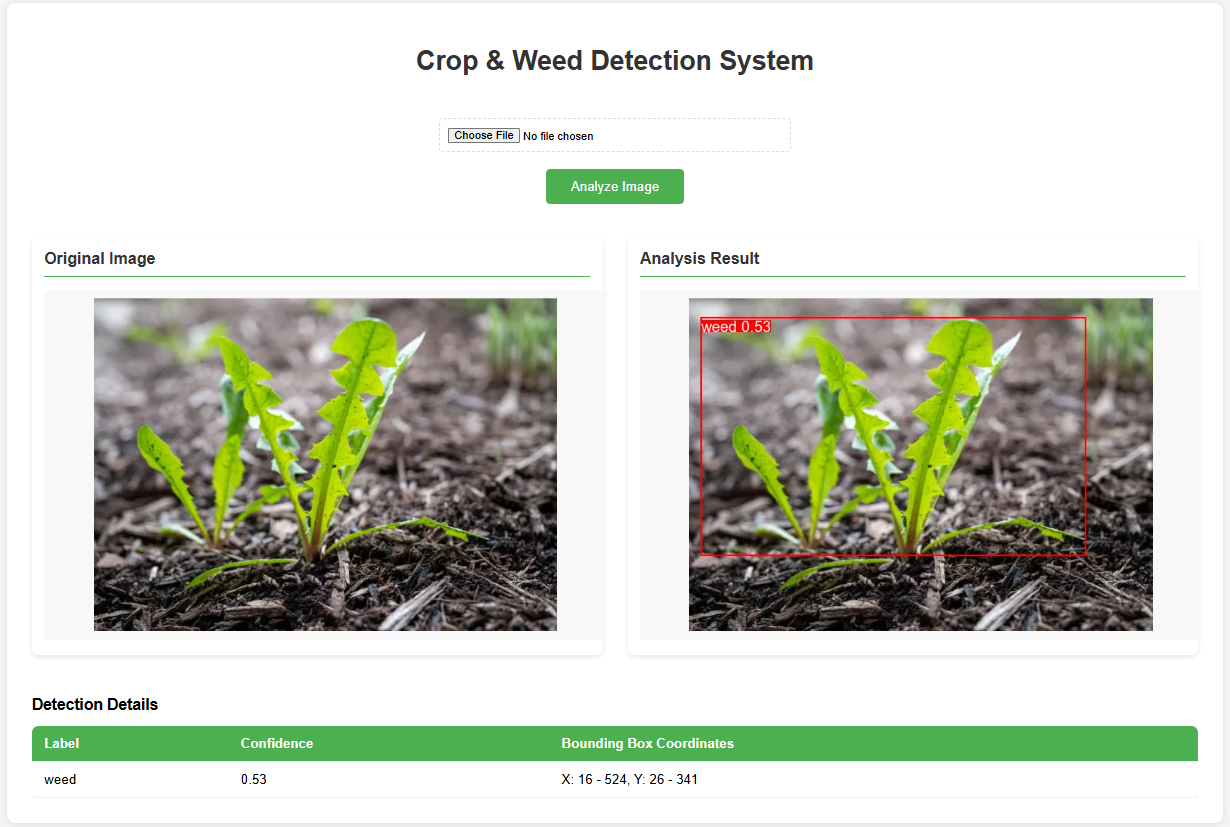 Crop & Weed Detection System
Choose File No file chosen
Analyze Image
Original Image
Analysis Result
weed 0.53
Detection Details
Label Confidence Bounding Box Coordinates
weed 0.53 X: 16 - 524, Y: 26 - 341